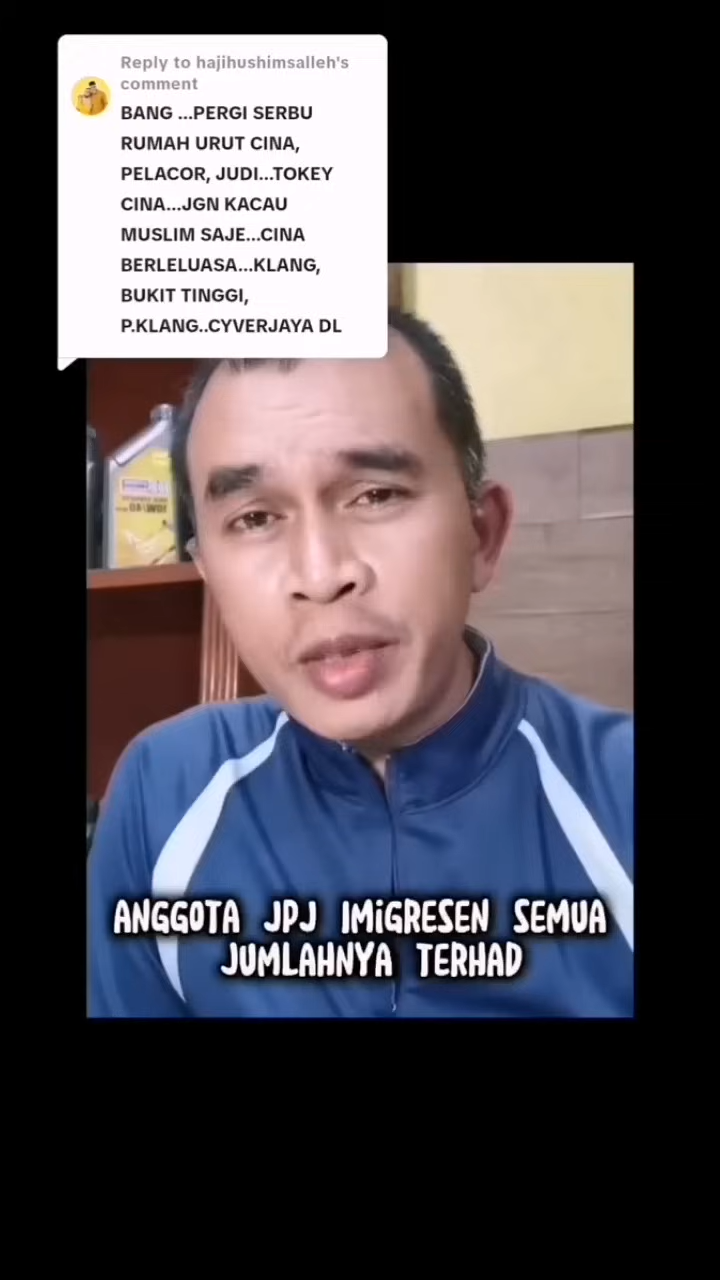 Reply to hajihushimsalleh's
comment
BANG ...PERGI SERBU
RUMAH URUT CINA,
PELACOR, JUDI...TOKEY
CINA...JGN KACAU
MUSLIM SAJE...CINA
BERLELUASA...KLANG,
BUKIT TINGGI,
P.KLANG..CYVERJAYA DL
ANGGOTA JPJ IMiGRESEN SEMUA
JUMLAHNYA TERHAD